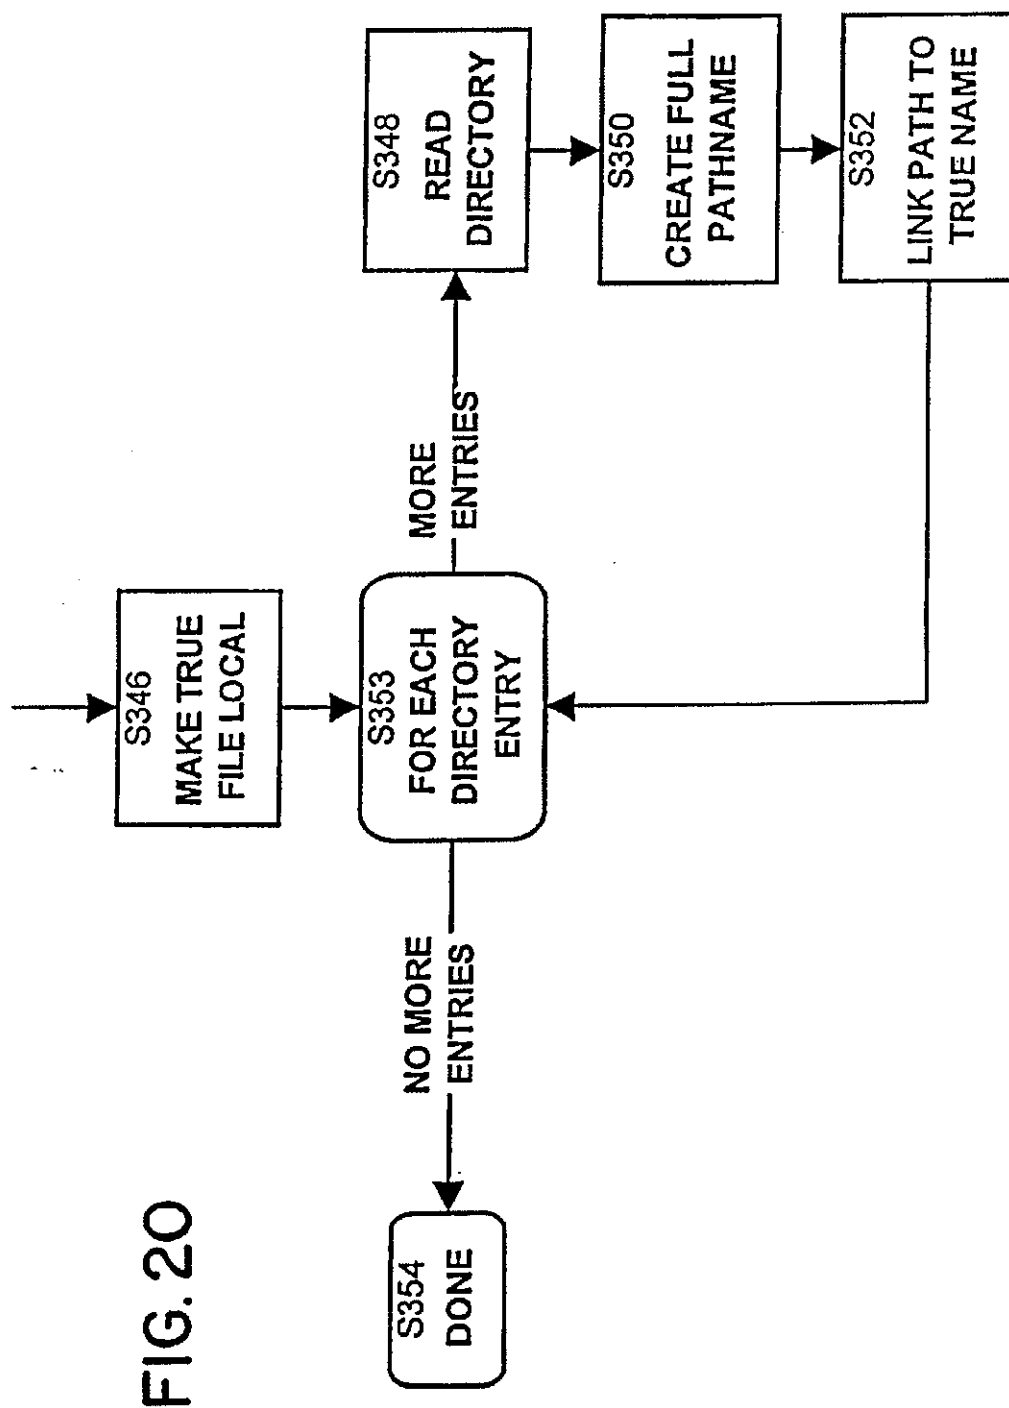 FIG. 20
S346
MAKE TRUE
FILE LOCAL
S353
FOR EACH
DIRECTORY
ENTRY
MORE
ENTRIES
S348
READ
DIRECTORY
S350
CREATE FULL
PATHNAME
S352
LINK PATH TO
TRUE NAME
NO MORE
ENTRIES
S354
DONE